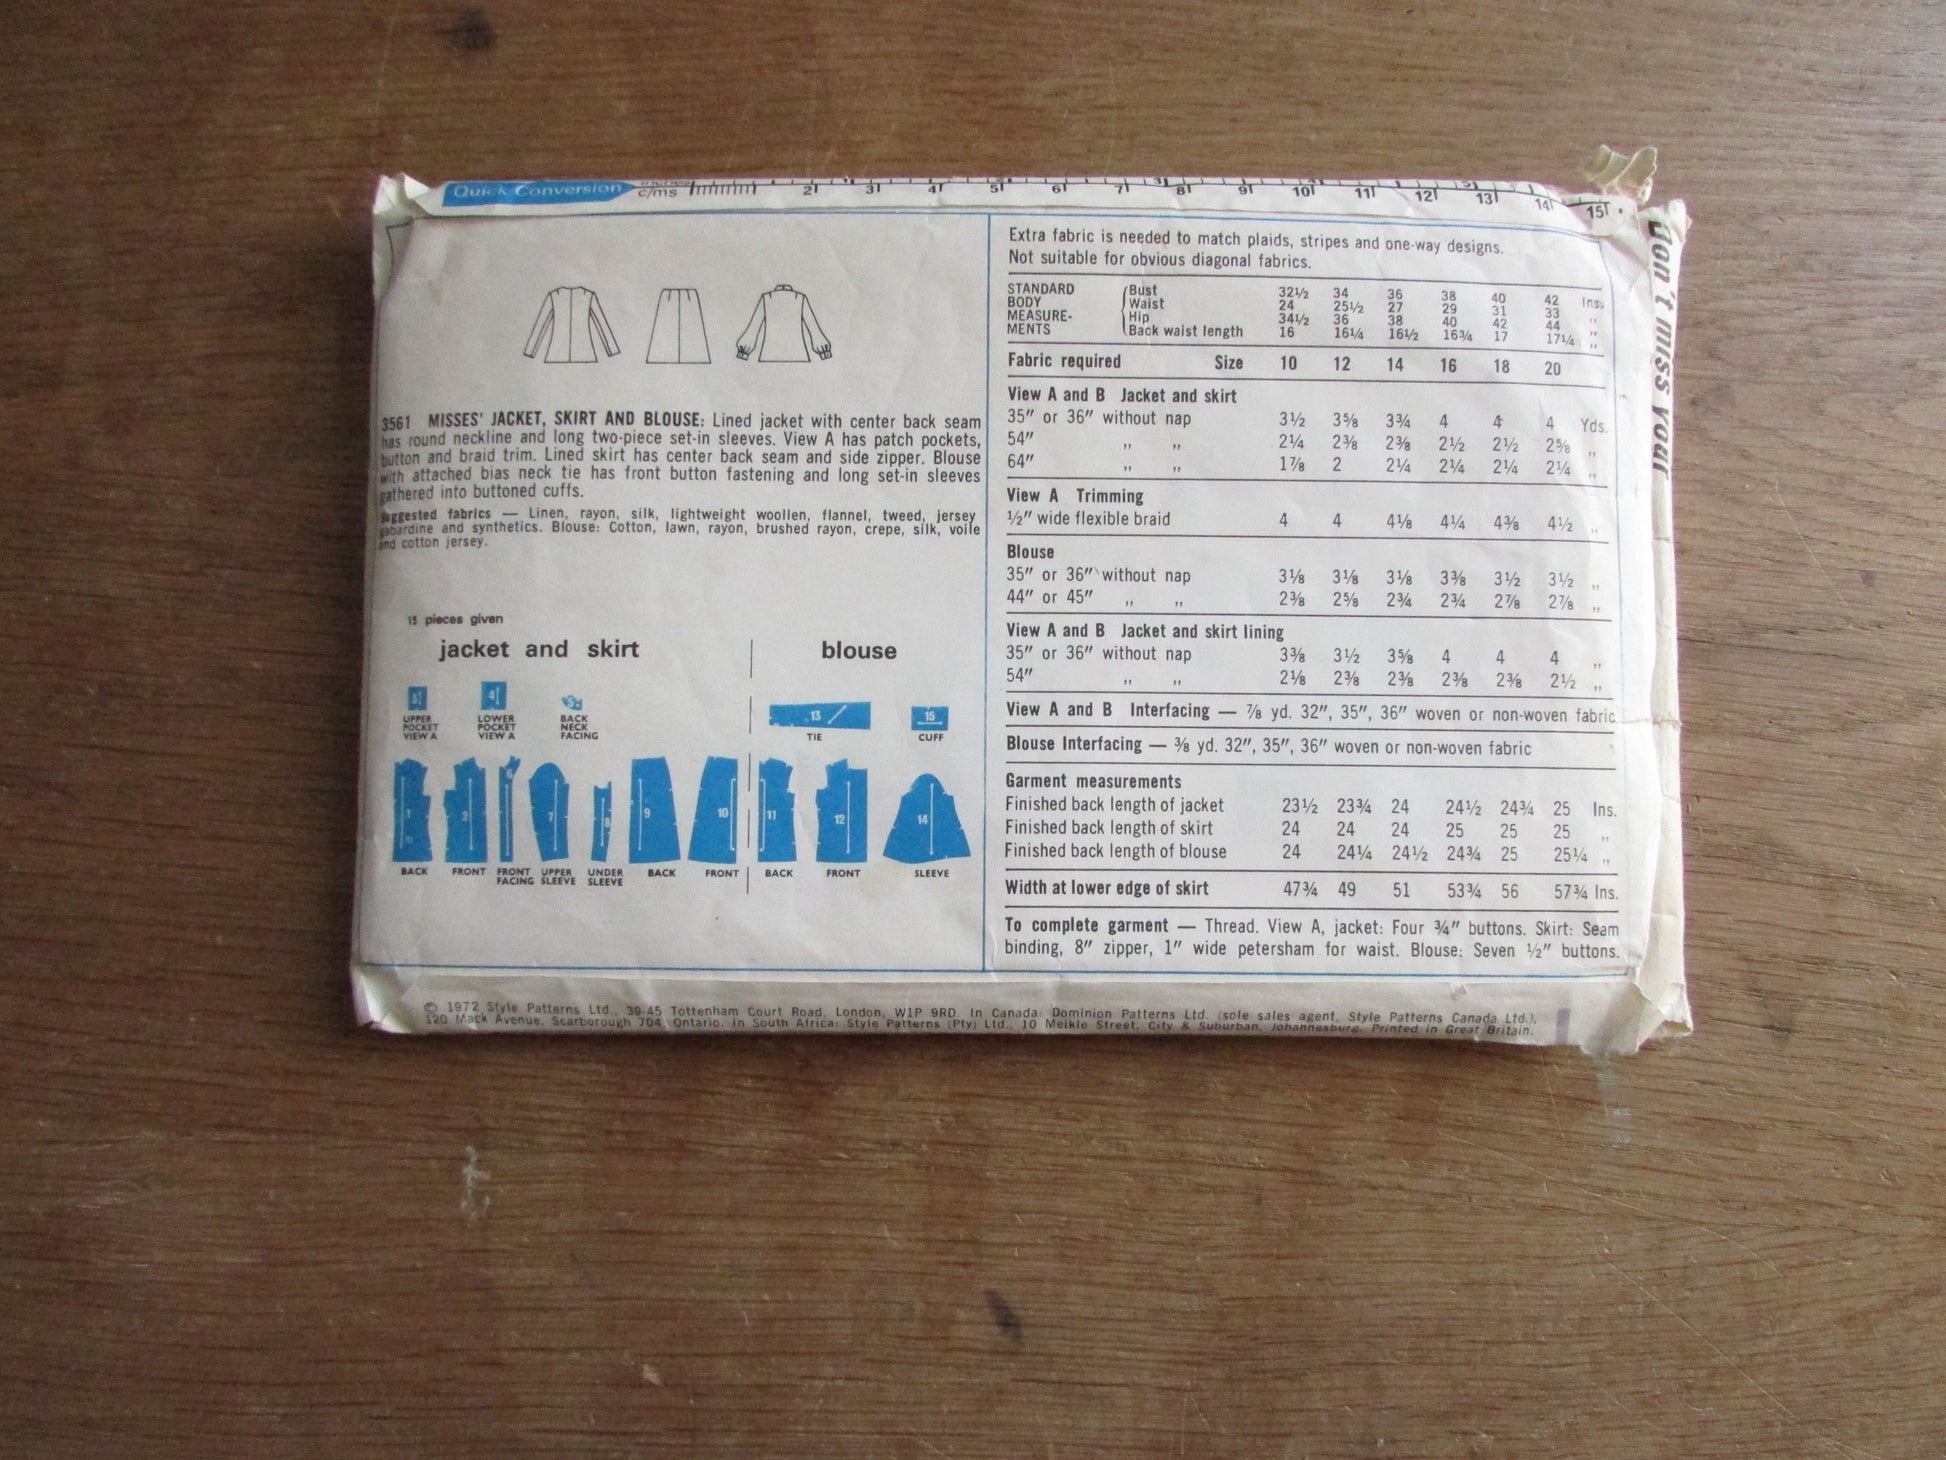 Quick Conversion
c/ms
2 3 4 5 6 7 8 9 10 11 12 13 14 15
Don't miss your
3561 MISSES' JACKET, SKIRT AND BLOUSE: Lined jacket with center back seam
has round neckline and long two-piece set-in sleeves. View A has patch pockets,
button and braid trim. Lined skirt has center back seam and side zipper. Blouse
with attached bias neck tie has front button fastening and long set-in sleeves
gathered into buttoned cuffs.
Suggested fabrics — Linen, rayon, silk, lightweight woollen, flannel, tweed, jersey
gabardine and synthetics. Blouse: Cotton, lawn, rayon, brushed rayon, crepe, silk, voile
and cotton jersey.
15 pieces given
jacket and skirt
blouse
3
UPPER
POCKET
VIEW A
4
LOWER
POCKET
VIEW A
5
BACK
NECK
FACING
13
TIE
15
CUFF
1
BACK
2
FRONT
6
FRONT
FACING
7
UPPER
SLEEVE
8
UNDER
SLEEVE
9
BACK
10
FRONT
11
BACK
12
FRONT
14
SLEEVE
Extra fabric is needed to match plaids, stripes and one-way designs.
Not suitable for obvious diagonal fabrics.
STANDARD BODY MEASURE-MENTS
Bust 32½ 34 36 38 40 42 Ins.
Waist 24 25½ 27 29 31 33 ,,
Hip 34½ 36 38 40 42 44 ,,
Back waist length 16 16¼ 16½ 16¾ 17 17¼ ,,
Fabric required Size 10 12 14 16 18 20
View A and B Jacket and skirt
35" or 36" without nap 3½ 3⅝ 3¾ 4 4 4 Yds.
54" ,, ,, 2¼ 2⅜ 2⅜ 2½ 2½ 2⅝ ,,
64" ,, ,, 1⅞ 2 2¼ 2¼ 2¼ 2¼ ,,
View A Trimming
½" wide flexible braid 4 4 4⅛ 4¼ 4⅜ 4½ ,,
Blouse
35" or 36" without nap 3⅛ 3⅛ 3⅛ 3⅜ 3½ 3½ ,,
44" or 45" ,, ,, 2⅜ 2⅝ 2¾ 2¾ 2⅞ 2⅞ ,,
View A and B Jacket and skirt lining
35" or 36" without nap 3⅜ 3½ 3⅝ 4 4 4 ,,
54" ,, ,, 2⅛ 2⅜ 2⅜ 2⅜ 2⅜ 2½ ,,
View A and B Interfacing — ⅞ yd. 32", 35", 36" woven or non-woven fabric
Blouse Interfacing — ⅜ yd. 32", 35", 36" woven or non-woven fabric
Garment measurements
Finished back length of jacket 23½ 23¾ 24 24½ 24¾ 25 Ins.
Finished back length of skirt 24 24 24 25 25 25 ,,
Finished back length of blouse 24 24¼ 24½ 24¾ 25 25¼ ,,
Width at lower edge of skirt 47¾ 49 51 53¾ 56 57¾ Ins.
To complete garment — Thread. View A, jacket: Four ¾" buttons. Skirt: Seam
binding, 8" zipper, 1" wide petersham for waist. Blouse: Seven ½" buttons.
© 1972 Style Patterns Ltd., 39-45 Tottenham Court Road, London, W1P 9RD. In Canada: Dominion Patterns Ltd. (sole sales agent, Style Patterns Canada Ltd.),
120 Mack Avenue, Scarborough 704, Ontario. In South Africa: Style Patterns (Pty) Ltd., 10 Meikle Street, City & Suburban, Johannesburg. Printed in Great Britain.